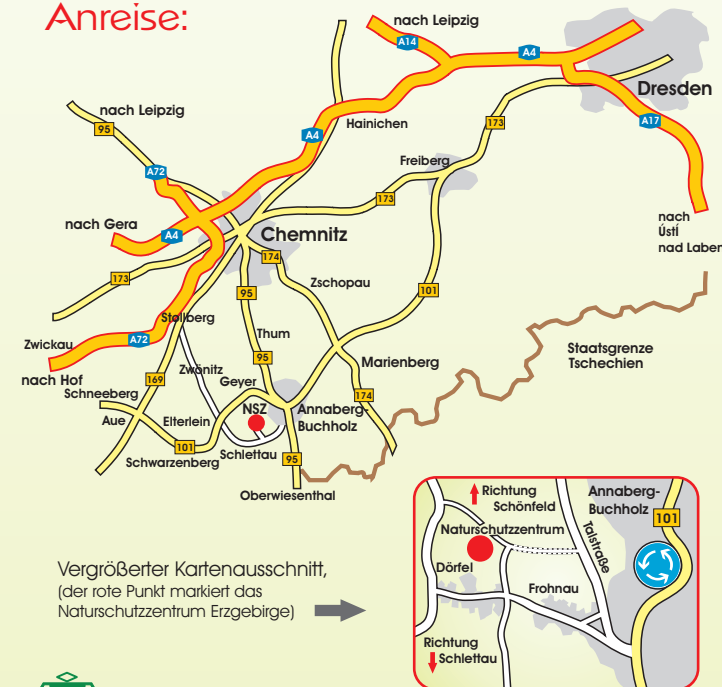 Anreise:
nach Leipzig
A14
A4
Dresden
nach Leipzig
95
Hainichen
A4
173
A17
Freiberg
A72
173
nach Gera
A4
Chemnitz
nach
Ústí
nad Labem
174
173
Zschopau
95
101
Stollberg
Zwickau
A72
Thum
Staatsgrenze
Tschechien
95
Marienberg
nach Hof
Zwönitz
169
Geyer
Schneeberg
174
NSZ
Annaberg-
Buchholz
Aue
Elterlein
101
Schlettau
95
Schwarzenberg
Oberwiesenthal
Richtung
Schönfeld
Annaberg-
Buchholz
101
Naturschutzzentrum
Talstraße
Dörfel
Frohnau
Richtung
Schlettau
Vergrößerter Kartenausschnitt,
(der rote Punkt markiert das
Naturschutzzentrum Erzgebirge)